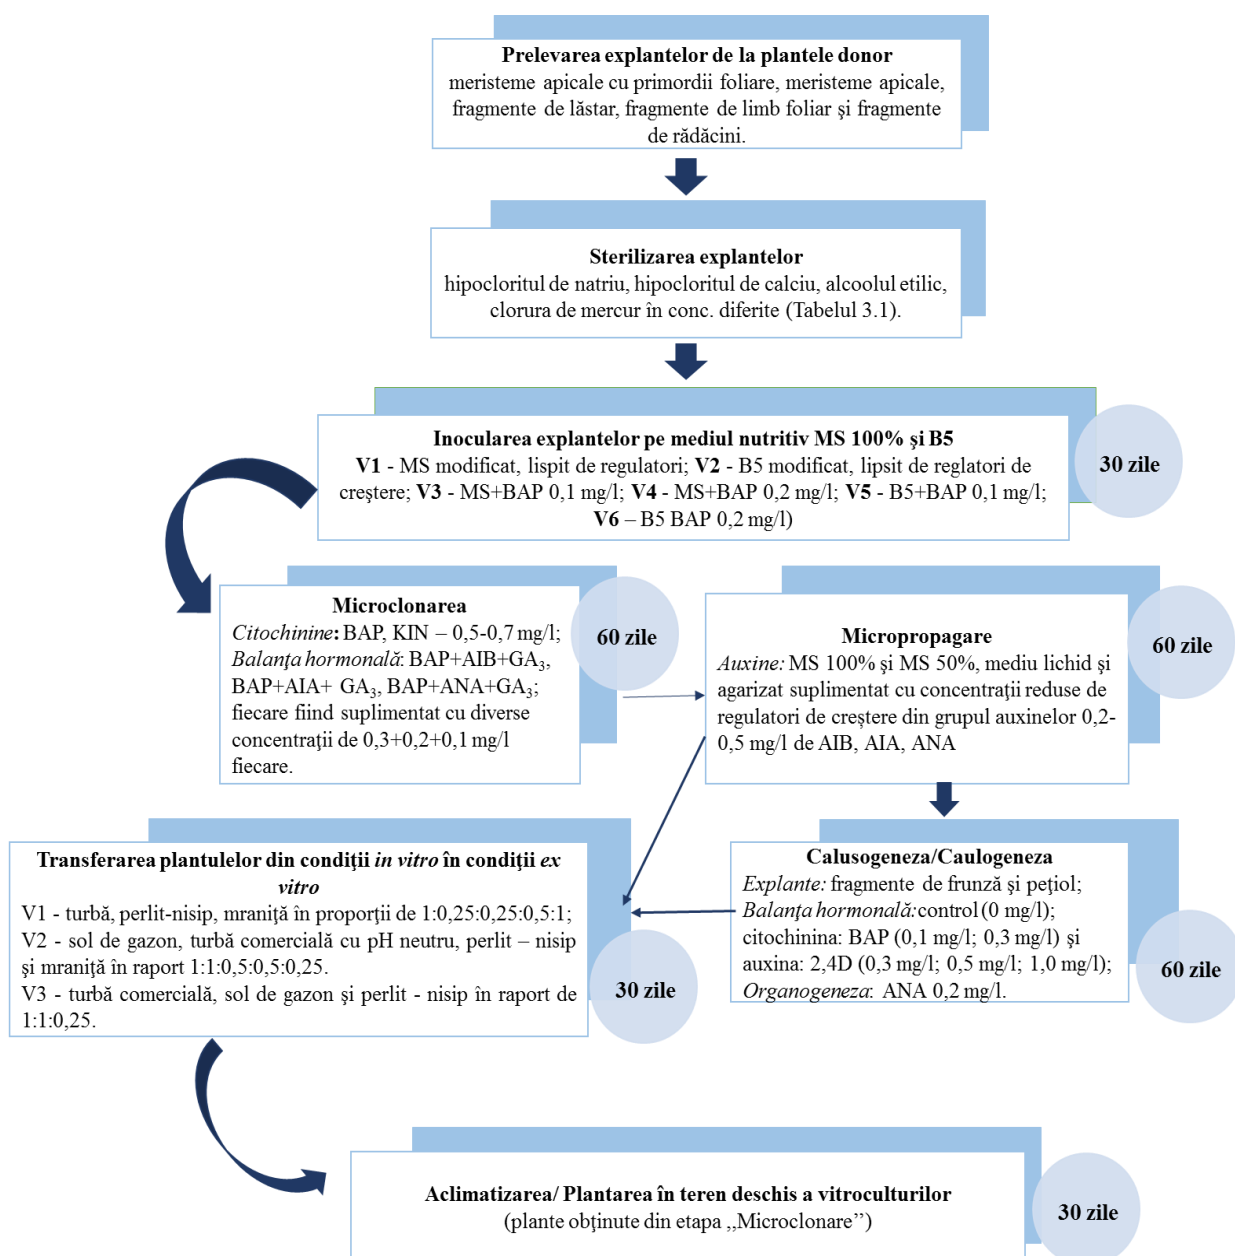 Prelevarea explantelor de la plantele donor
meristeme apicale cu primordii foliare, meristeme apicale,
fragmente de lăstar, fragmente de limb foliar şi fragmente
de rădăcini.
Sterilizarea explantelor
hipocloritul de natriu, hipocloritul de calciu, alcoolul etilic,
clorura de mercur în conc. diferite (Tabelul 3.1).
Inocularea explantelor pe mediul nutritiv MS 100% şi B5
V1 - MS modificat, lispit de regulatori; V2 - B5 modificat, lipsit de reglatori de
creștere; V3 - MS+BAP 0,1 mg/l; V4 - MS+BAP 0,2 mg/l; V5 - B5+BAP 0,1 mg/l;
V6 – B5 BAP 0,2 mg/l)
30 zile
Microclonarea
Citochinine: BAP, KIN – 0,5-0,7 mg/l;
Balanţa hormonală: BAP+AIB+GA₃,
BAP+AIA+ GA₃, BAP+ANA+GA₃;
fiecare fiind suplimentat cu diverse
concentraţii de 0,3+0,2+0,1 mg/l
fiecare.
60 zile
Micropropagare
Auxine: MS 100% şi MS 50%, mediu lichid şi
agarizat suplimentat cu concentraţii reduse de
regulatori de creștere din grupul auxinelor 0,2-
0,5 mg/l de AIB, AIA, ANA
60 zile
Calusogeneza/Caulogeneza
Explante: fragmente de frunză şi peţiol;
Balanţa hormonală: control (0 mg/l);
citochinina: BAP (0,1 mg/l; 0,3 mg/l) şi
auxina: 2,4D (0,3 mg/l; 0,5 mg/l; 1,0 mg/l);
Organogeneza: ANA 0,2 mg/l.
60 zile
Transferarea plantulelor din condiţii in vitro în condiţii ex
vitro
V1 - turbă, perlit-nisip, mraniţă în proporţii de 1:0,25:0,25:0,5:1;
V2 - sol de gazon, turbă comercială cu pH neutru, perlit – nisip
şi mraniţă în raport 1:1:0,5:0,5:0,25.
V3 - turbă comercială, sol de gazon şi perlit - nisip în raport de
1:1:0,25.
30 zile
Aclimatizarea/ Plantarea în teren deschis a vitroculturilor
(plante obţinute din etapa ,,Microclonare’’)
30 zile